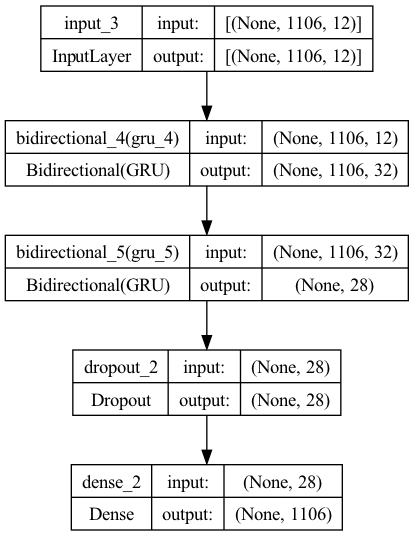 input_3 input: [(None, 1106, 12)]
InputLayer output: [(None, 1106, 12)]
bidirectional_4(gru_4) input: (None, 1106, 12)
Bidirectional(GRU) output: (None, 1106, 32)
bidirectional_5(gru_5) input: (None, 1106, 32)
Bidirectional(GRU) output: (None, 28)
dropout_2 input: (None, 28)
Dropout output: (None, 28)
dense_2 input: (None, 28)
Dense output: (None, 1106)